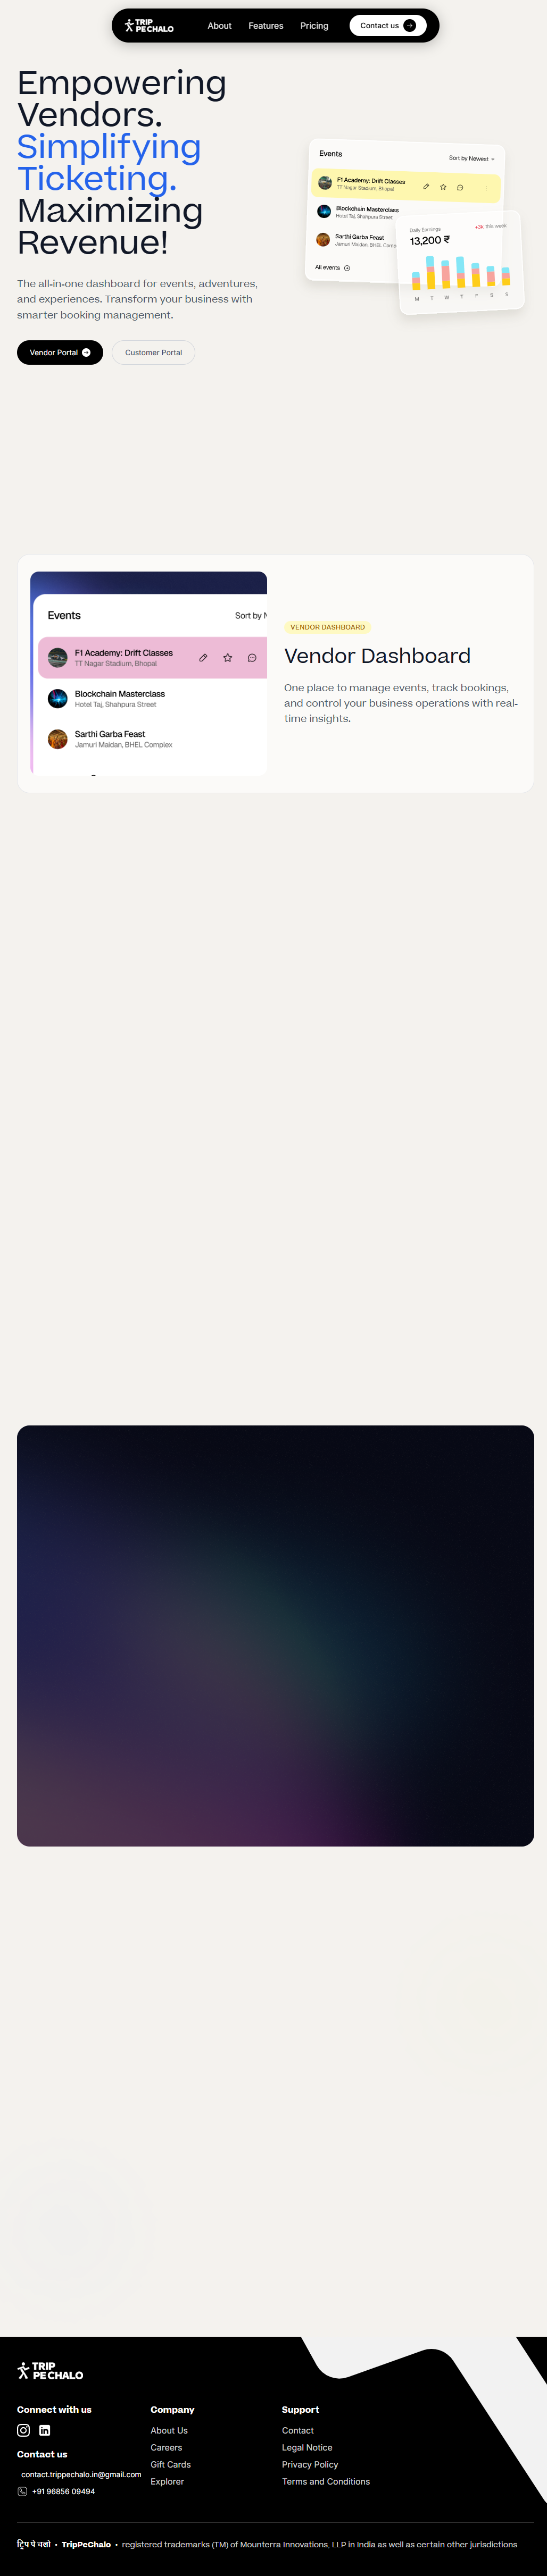 TRIP
PE CHALO
About Features Pricing Contact us
Empowering
Vendors.
Simplifying
Ticketing.
Maximizing
Revenue!
The all-in-one dashboard for events, adventures,
and experiences. Transform your business with
smarter booking management.
Vendor Portal Customer Portal
Events Sort by Newest
F1 Academy: Drift Classes
TT Nagar Stadium, Bhopal
Blockchain Masterclass
Hotel Taj, Shahpura Street
Sarthi Garba Feast
Jamuri Maidan, BHEL Comp
All events
Daily Earnings +3k this week
13,200 ₹
M T W T F S S
Events Sort by N
F1 Academy: Drift Classes
TT Nagar Stadium, Bhopal
Blockchain Masterclass
Hotel Taj, Shahpura Street
Sarthi Garba Feast
Jamuri Maidan, BHEL Complex
VENDOR DASHBOARD
Vendor Dashboard
One place to manage events, track bookings,
and control your business operations with real-
time insights.
TRIP
PE CHALO
Connect with us
Contact us
contact.trippechalo.in@gmail.com
+91 96856 09494
Company
About Us
Careers
Gift Cards
Explorer
Support
Contact
Legal Notice
Privacy Policy
Terms and Conditions
ट्रिप पे चलो • TripPeChalo • registered trademarks (TM) of Mounterra Innovations, LLP in India as well as certain other jurisdictions